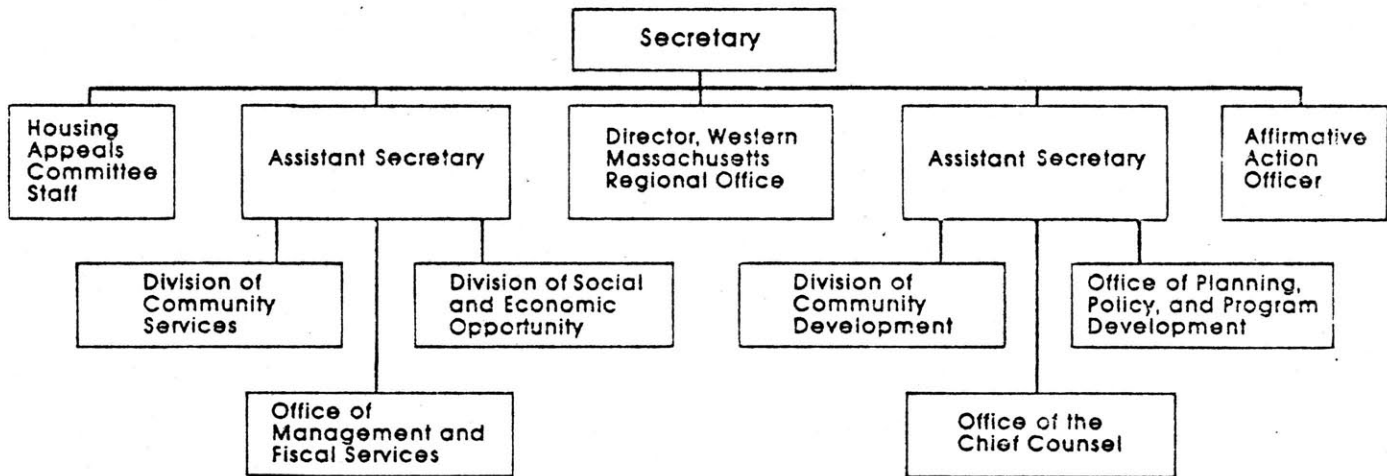 Secretary
Housing
Appeals
Committee
Staff
Assistant Secretary
Director, Western
Massachusetts
Regional Office
Assistant Secretary
Affirmative
Action
Officer
Division of
Community
Services
Division of Social
and Economic
Opportunity
Division of
Community
Development
Office of Planning,
Policy, and Program
Development
Office of
Management and
Fiscal Services
Office of the
Chief Counsel